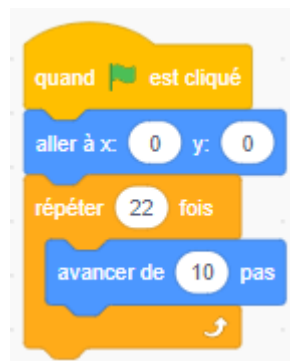 quand est cliqué
aller à x: 0 y: 0
répéter 22 fois
avancer de 10 pas